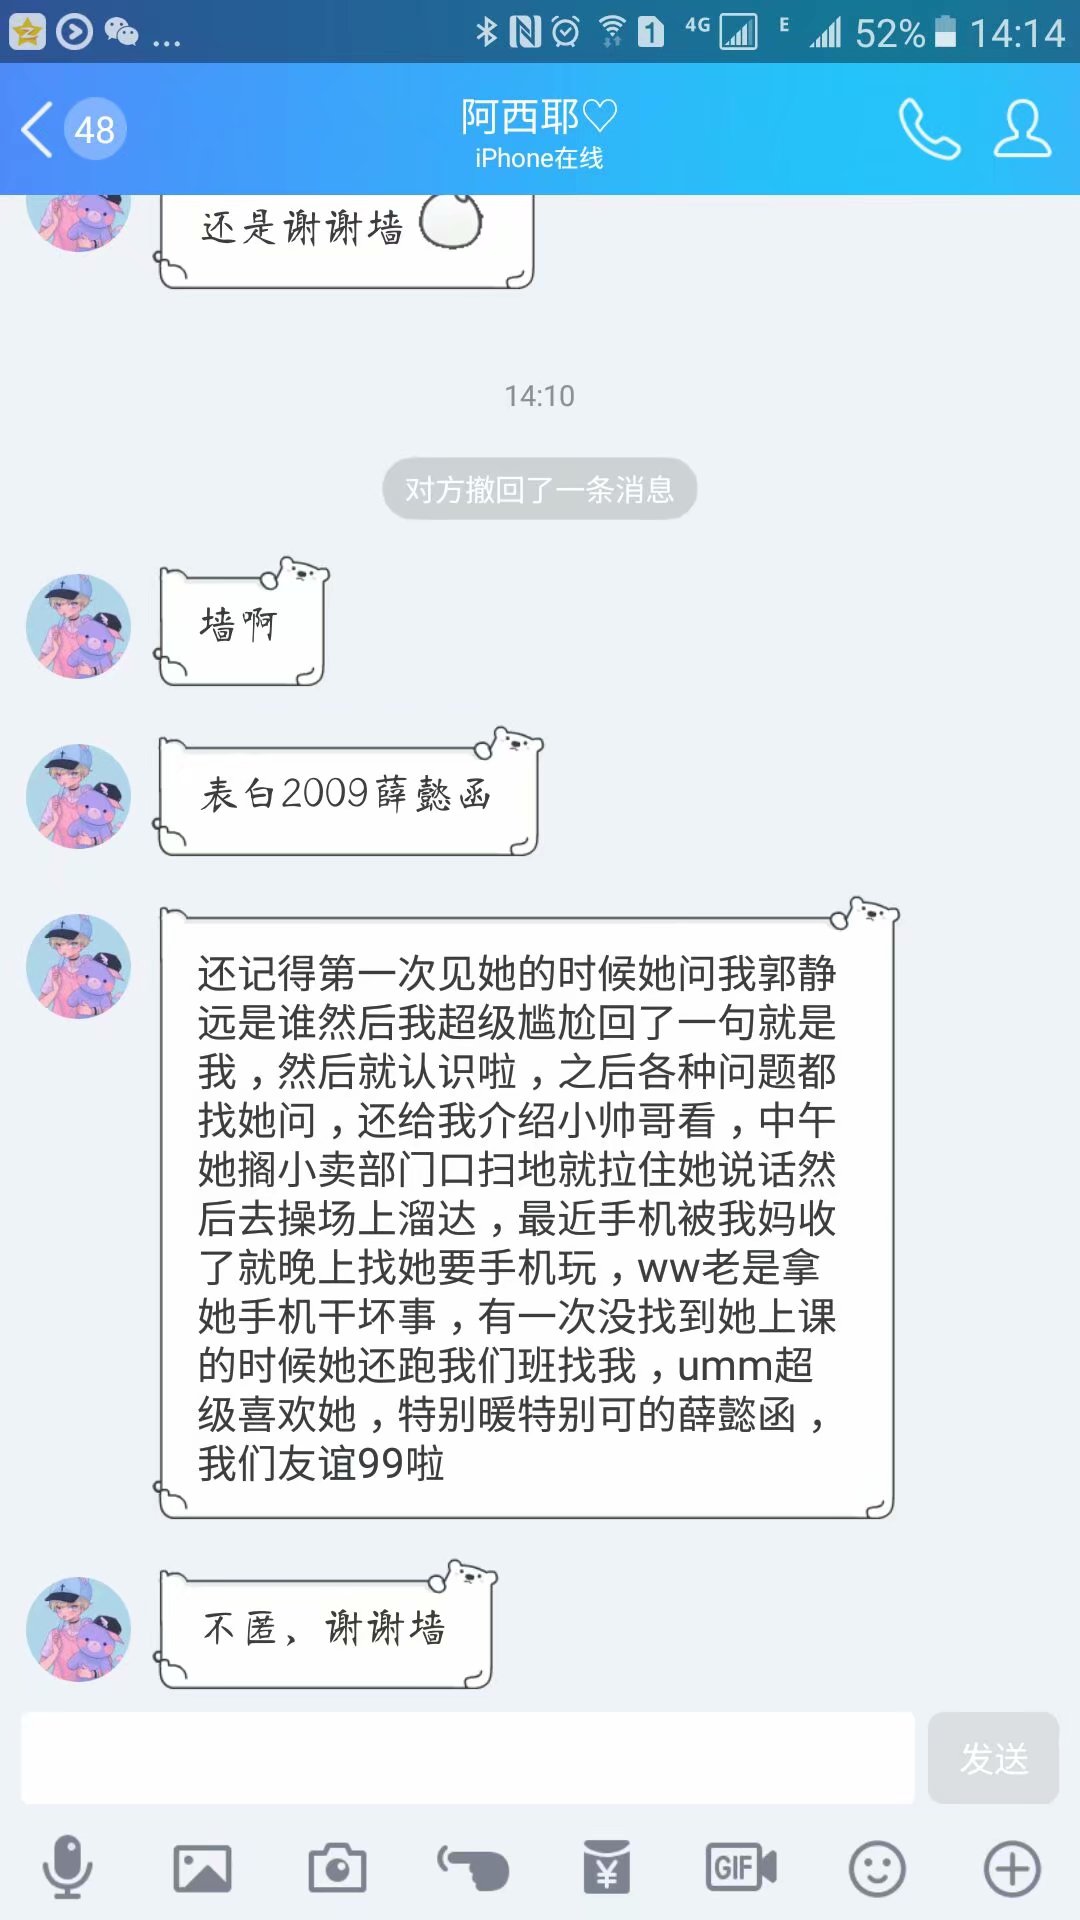 … 1 4G E 52% 14:14
48
阿西耶♡
iPhone在线
还是谢谢墙
14:10
对方撤回了一条消息
墙啊
表白2009薛懿函
还记得第一次见她的时候她问我郭静
远是谁然后我超级尴尬回了一句就是
我，然后就认识啦，之后各种问题都
找她问，还给我介绍小帅哥看，中午
她搁小卖部门口扫地就拉住她说话然
后去操场上溜达，最近手机被我妈收
了就晚上找她要手机玩，ww老是拿
她手机干坏事，有一次没找到她上课
的时候她还跑我们班找我，umm超
级喜欢她，特别暖特别可的薛懿函，
我们友谊99啦
不匿，谢谢墙
发送
GIF